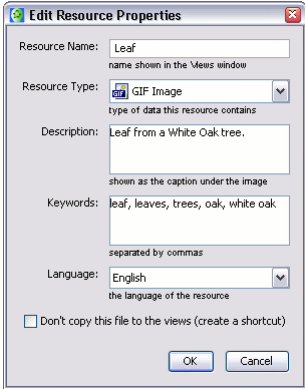 Edit Resource Properties
Resource Name: Leaf
name shown in the Views window
Resource Type: GIF GIF Image
type of data this resource contains
Description: Leaf from a White Oak tree.
shown as the caption under the image
Keywords: leaf, leaves, trees, oak, white oak
separated by commas
Language: English
the language of the resource
Don't copy this file to the views (create a shortcut)
OK Cancel